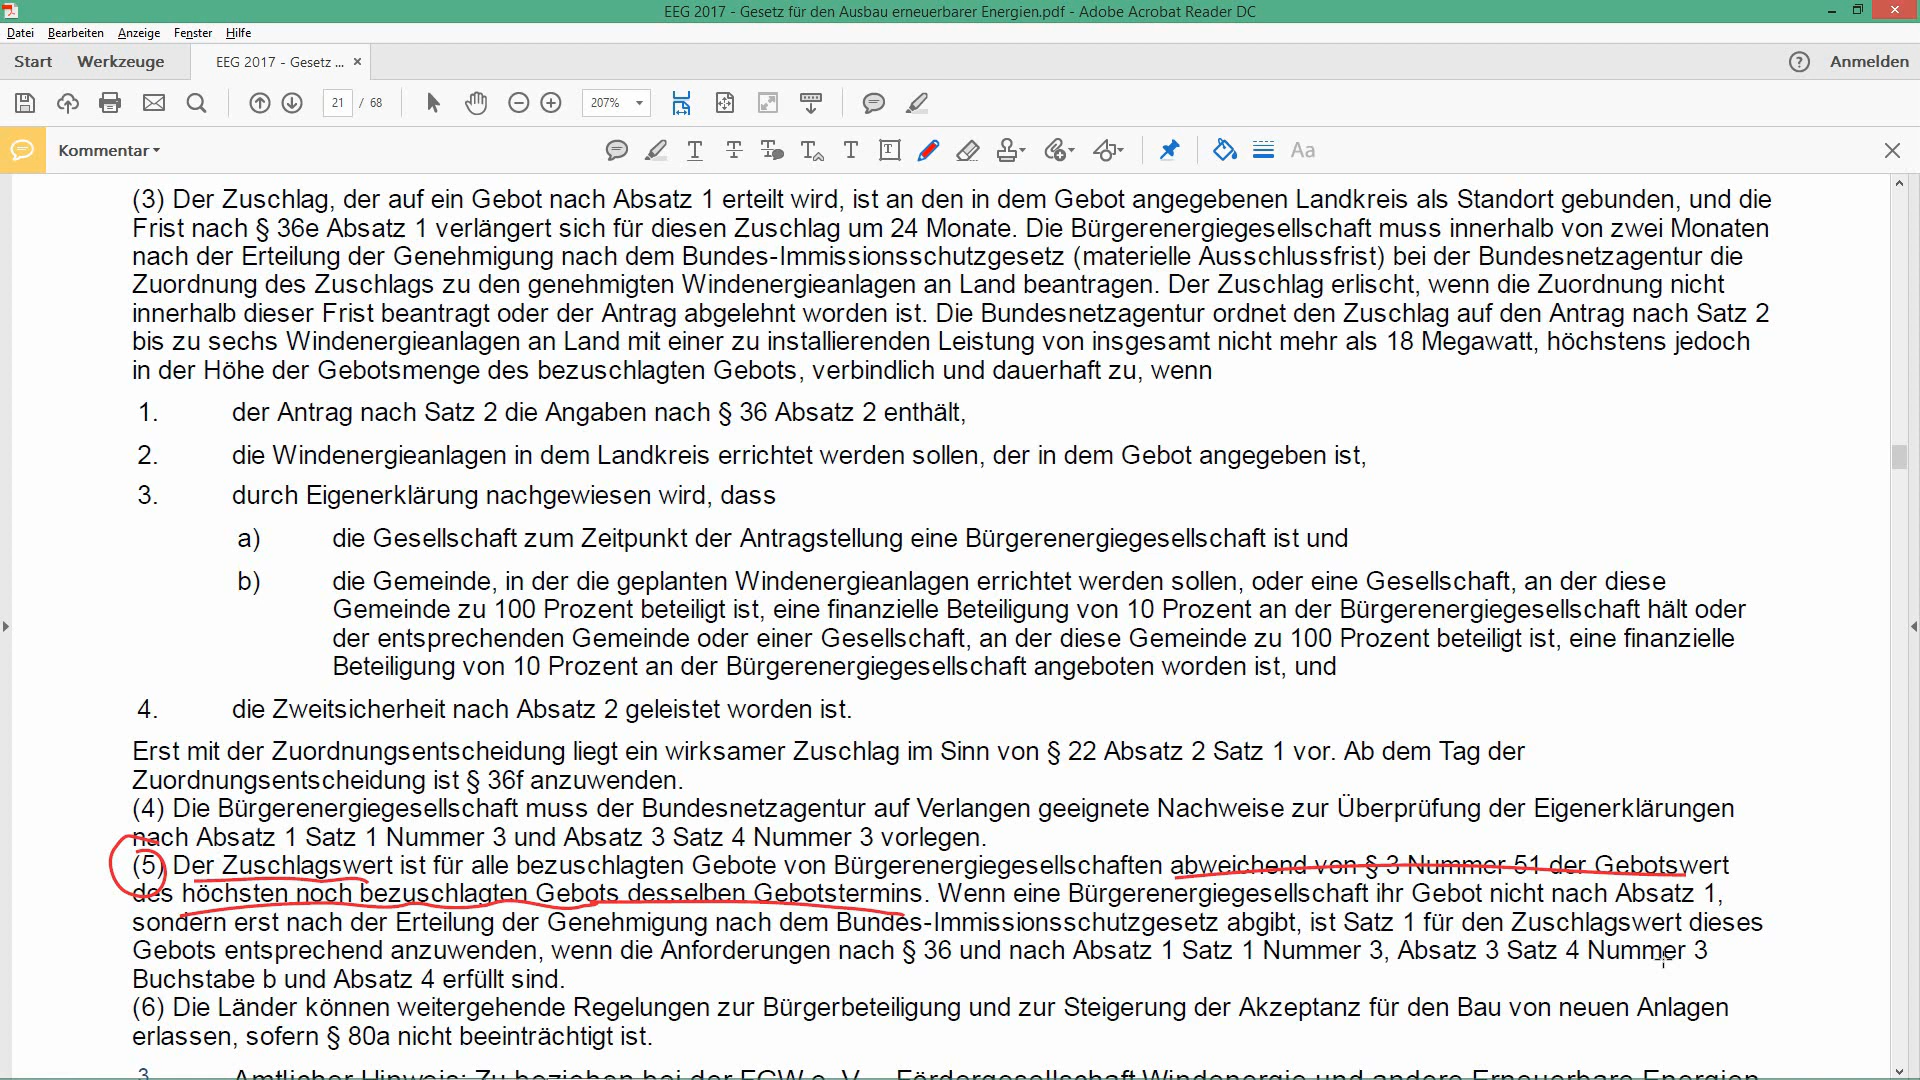 EEG 2017 - Gesetz für den Ausbau erneuerbarer Energien.pdf - Adobe Acrobat Reader DC
Datei Bearbeiten Anzeige Fenster Hilfe
Start Werkzeuge EEG 2017 - Gesetz ... × Anmelden
21 / 68 207%
Kommentar
(3) Der Zuschlag, der auf ein Gebot nach Absatz 1 erteilt wird, ist an den in dem Gebot angegebenen Landkreis als Standort gebunden, und die
Frist nach § 36e Absatz 1 verlängert sich für diesen Zuschlag um 24 Monate. Die Bürgerenergiegesellschaft muss innerhalb von zwei Monaten
nach der Erteilung der Genehmigung nach dem Bundes-Immissionsschutzgesetz (materielle Ausschlussfrist) bei der Bundesnetzagentur die
Zuordnung des Zuschlags zu den genehmigten Windenergieanlagen an Land beantragen. Der Zuschlag erlischt, wenn die Zuordnung nicht
innerhalb dieser Frist beantragt oder der Antrag abgelehnt worden ist. Die Bundesnetzagentur ordnet den Zuschlag auf den Antrag nach Satz 2
bis zu sechs Windenergieanlagen an Land mit einer zu installierenden Leistung von insgesamt nicht mehr als 18 Megawatt, höchstens jedoch
in der Höhe der Gebotsmenge des bezuschlagten Gebots, verbindlich und dauerhaft zu, wenn
1. der Antrag nach Satz 2 die Angaben nach § 36 Absatz 2 enthält,
2. die Windenergieanlagen in dem Landkreis errichtet werden sollen, der in dem Gebot angegeben ist,
3. durch Eigenerklärung nachgewiesen wird, dass
a) die Gesellschaft zum Zeitpunkt der Antragstellung eine Bürgerenergiegesellschaft ist und
b) die Gemeinde, in der die geplanten Windenergieanlagen errichtet werden sollen, oder eine Gesellschaft, an der diese
Gemeinde zu 100 Prozent beteiligt ist, eine finanzielle Beteiligung von 10 Prozent an der Bürgerenergiegesellschaft hält oder
der entsprechenden Gemeinde oder einer Gesellschaft, an der diese Gemeinde zu 100 Prozent beteiligt ist, eine finanzielle
Beteiligung von 10 Prozent an der Bürgerenergiegesellschaft angeboten worden ist, und
4. die Zweitsicherheit nach Absatz 2 geleistet worden ist.
Erst mit der Zuordnungsentscheidung liegt ein wirksamer Zuschlag im Sinn von § 22 Absatz 2 Satz 1 vor. Ab dem Tag der
Zuordnungsentscheidung ist § 36f anzuwenden.
(4) Die Bürgerenergiegesellschaft muss der Bundesnetzagentur auf Verlangen geeignete Nachweise zur Überprüfung der Eigenerklärungen
nach Absatz 1 Satz 1 Nummer 3 und Absatz 3 Satz 4 Nummer 3 vorlegen.
(5) Der Zuschlagswert ist für alle bezuschlagten Gebote von Bürgerenergiegesellschaften abweichend von § 3 Nummer 51 der Gebotswert
des höchsten noch bezuschlagten Gebots desselben Gebotstermins. Wenn eine Bürgerenergiegesellschaft ihr Gebot nicht nach Absatz 1,
sondern erst nach der Erteilung der Genehmigung nach dem Bundes-Immissionsschutzgesetz abgibt, ist Satz 1 für den Zuschlagswert dieses
Gebots entsprechend anzuwenden, wenn die Anforderungen nach § 36 und nach Absatz 1 Satz 1 Nummer 3, Absatz 3 Satz 4 Nummer 3
Buchstabe b und Absatz 4 erfüllt sind.
(6) Die Länder können weitergehende Regelungen zur Bürgerbeteiligung und zur Steigerung der Akzeptanz für den Bau von neuen Anlagen
erlassen, sofern § 80a nicht beeinträchtigt ist.
3 Amtlicher Hinweis: Zu beziehen bei der FGW e. V. – Fördergesellschaft Windenergie und andere Erneuerbare Energien